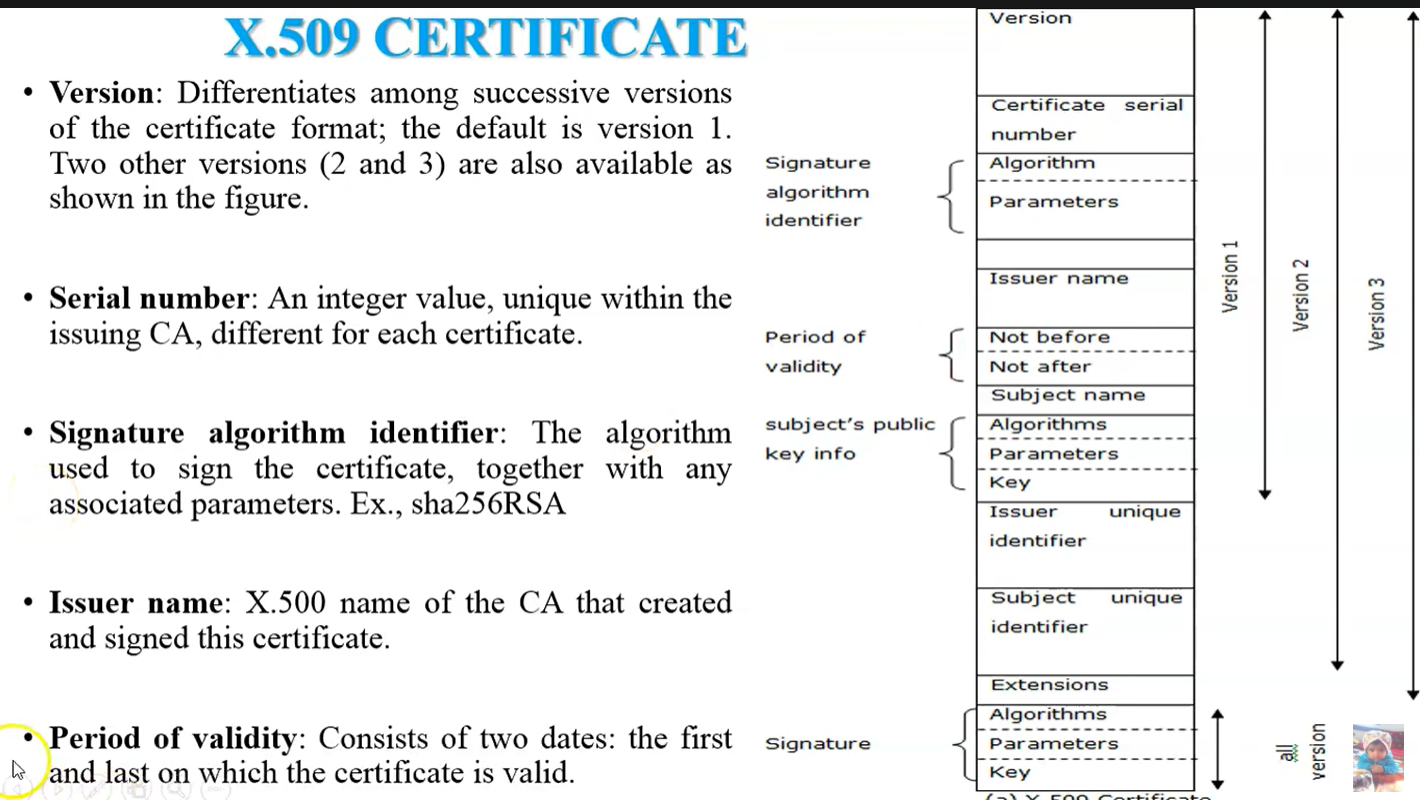 X.509 CERTIFICATE
• Version: Differentiates among successive versions
of the certificate format; the default is version 1.
Two other versions (2 and 3) are also available as
shown in the figure.
• Serial number: An integer value, unique within the
issuing CA, different for each certificate.
• Signature algorithm identifier: The algorithm
used to sign the certificate, together with any
associated parameters. Ex., sha256RSA
• Issuer name: X.500 name of the CA that created
and signed this certificate.
• Period of validity: Consists of two dates: the first
and last on which the certificate is valid.
Signature
algorithm
identifier
Period of
validity
subject's public
key info
Signature
Version
Certificate serial
number
Algorithm
Parameters
Issuer name
Not before
Not after
Subject name
Algorithms
Parameters
Key
Issuer unique
identifier
Subject unique
identifier
Extensions
Algorithms
Parameters
Key
Version 1
Version 2
Version 3
all
version
(a) X.509 Certificate